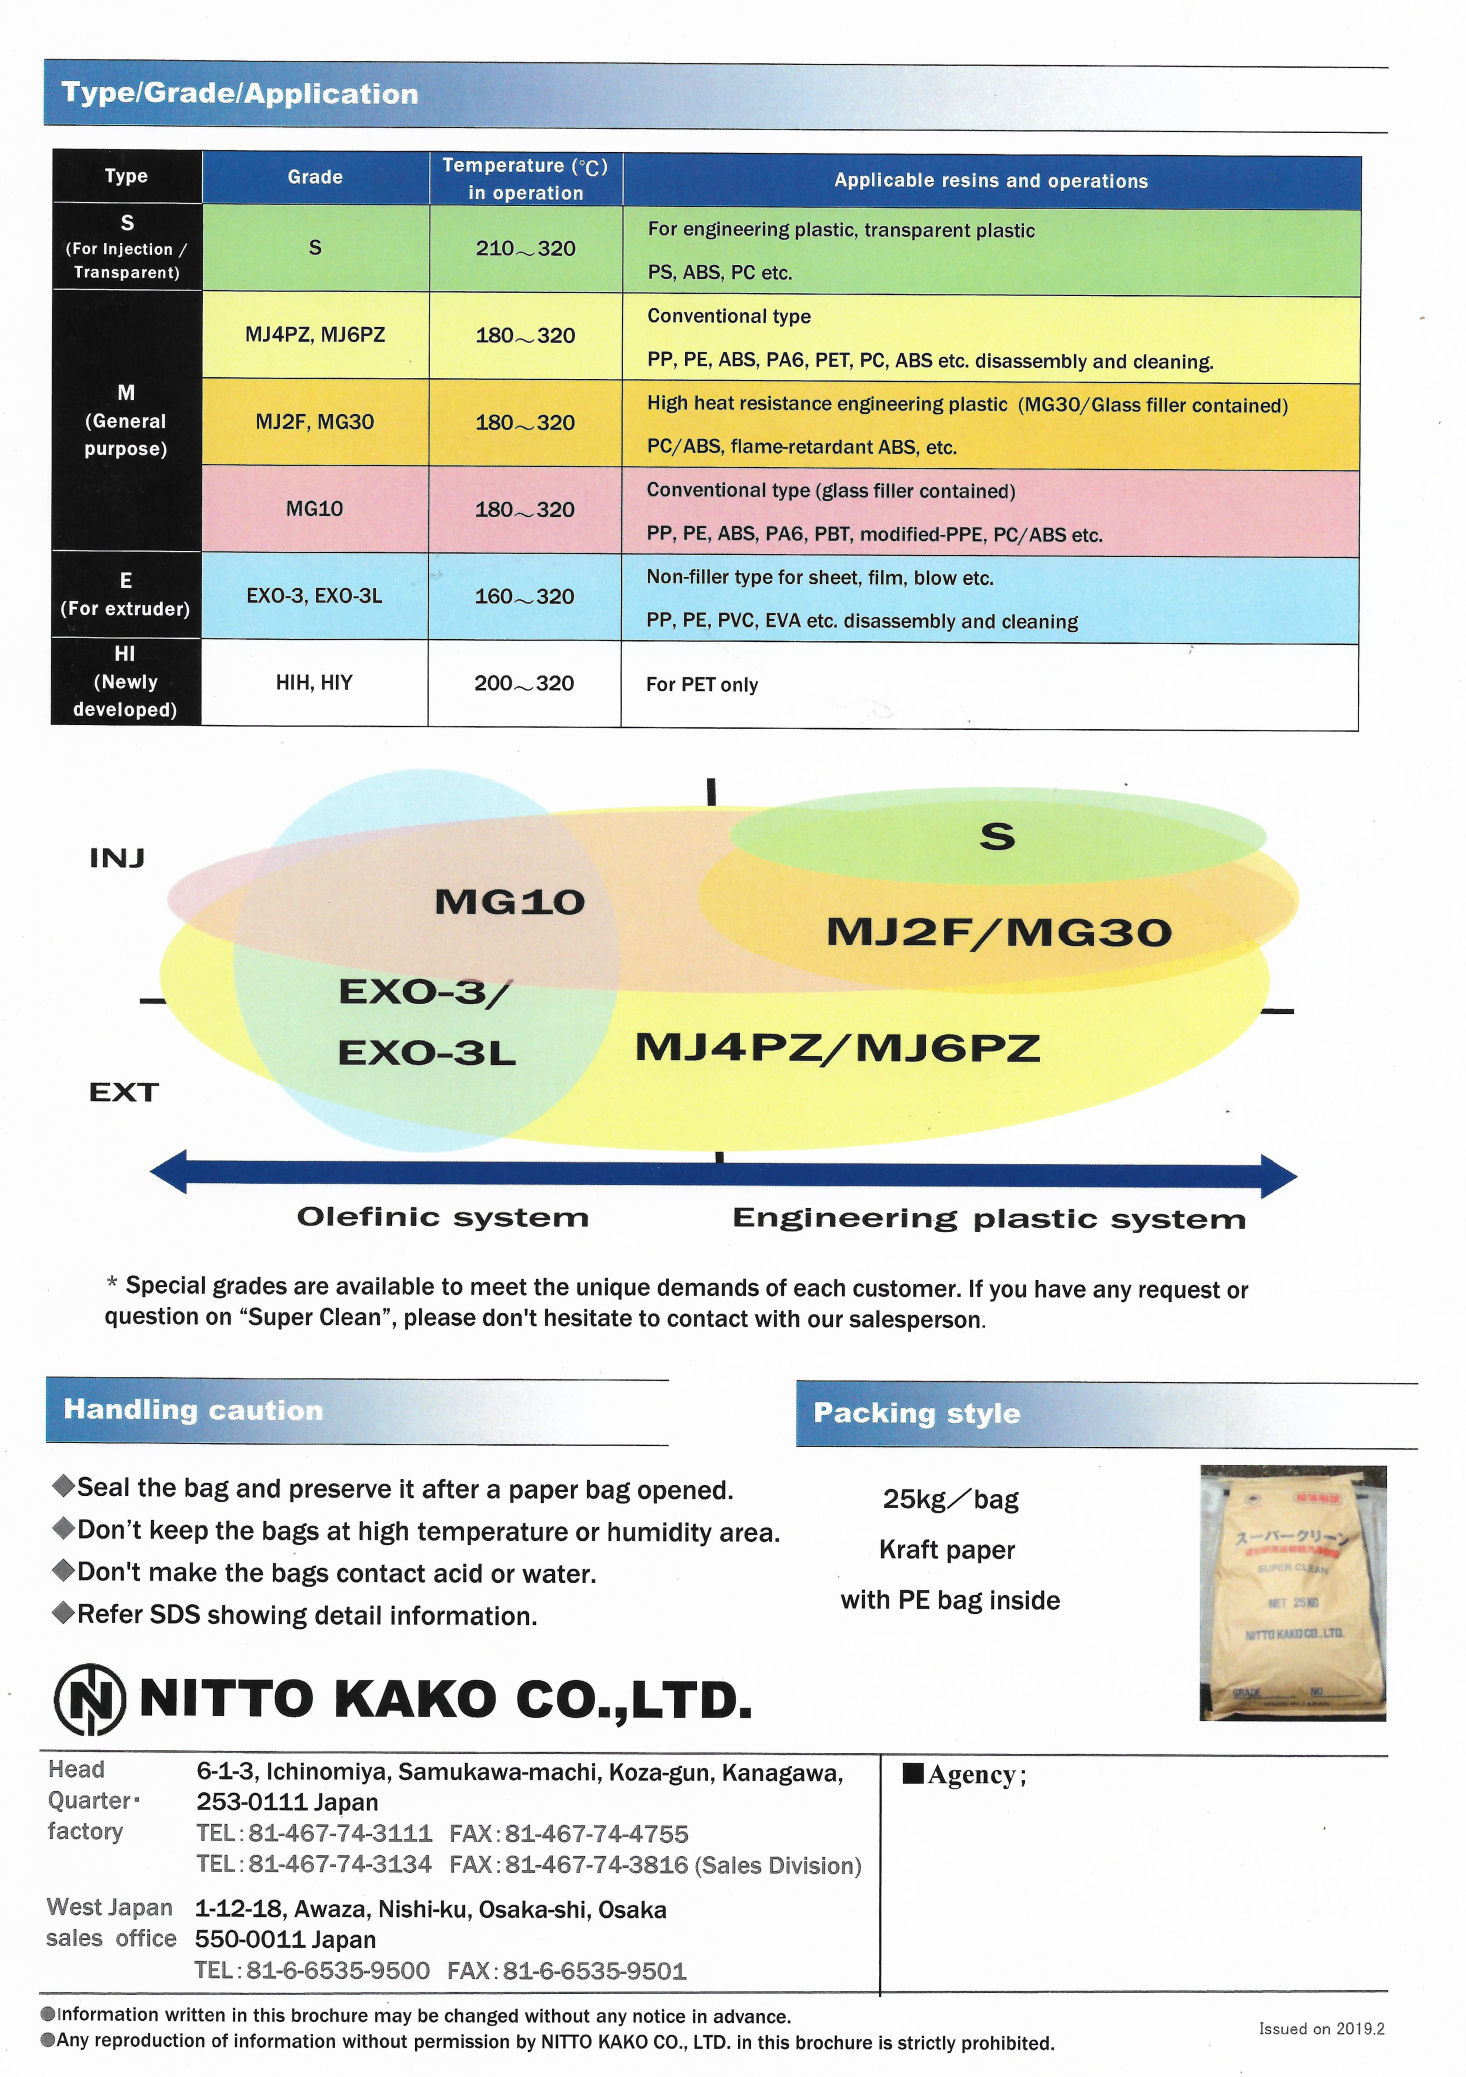 Type/Grade/Application
Type
Grade
Temperature (℃)
in operation
Applicable resins and operations
S
(For Injection /
Transparent)
S
210～320
For engineering plastic, transparent plastic
PS, ABS, PC etc.
M
(General
purpose)
MJ4PZ, MJ6PZ
180～320
Conventional type
PP, PE, ABS, PA6, PET, PC, ABS etc. disassembly and cleaning.
MJ2F, MG30
180～320
High heat resistance engineering plastic (MG30/Glass filler contained)
PC/ABS, flame-retardant ABS, etc.
MG10
180～320
Conventional type (glass filler contained)
PP, PE, ABS, PA6, PBT, modified-PPE, PC/ABS etc.
E
(For extruder)
EXO-3, EXO-3L
160～320
Non-filler type for sheet, film, blow etc.
PP, PE, PVC, EVA etc. disassembly and cleaning
HI
(Newly
developed)
HIH, HIY
200～320
For PET only
INJ
S
MG10
MJ2F/MG30
EXO-3/
EXO-3L
MJ4PZ/MJ6PZ
EXT
Olefinic system
Engineering plastic system
* Special grades are available to meet the unique demands of each customer. If you have any request or
question on “Super Clean”, please don't hesitate to contact with our salesperson.
Handling caution
◆Seal the bag and preserve it after a paper bag opened.
◆Don’t keep the bags at high temperature or humidity area.
◆Don't make the bags contact acid or water.
◆Refer SDS showing detail information.
Packing style
25kg／bag
Kraft paper
with PE bag inside
スーパークリーン
SUPER CLEAN
NET 25KG
NITTO KAKO CO.,LTD.
GRADE NO
MADE IN JAPAN
N NITTO KAKO CO.,LTD.
Head
Quarter・
factory
6-1-3, Ichinomiya, Samukawa-machi, Koza-gun, Kanagawa,
253-0111 Japan
TEL:81-467-74-3111 FAX:81-467-74-4755
TEL:81-467-74-3134 FAX:81-467-74-3816 (Sales Division)
West Japan
sales office
1-12-18, Awaza, Nishi-ku, Osaka-shi, Osaka
550-0011 Japan
TEL:81-6-6535-9500 FAX:81-6-6535-9501
■Agency;
●Information written in this brochure may be changed without any notice in advance.
●Any reproduction of information without permission by NITTO KAKO CO., LTD. in this brochure is strictly prohibited.
Issued on 2019.2